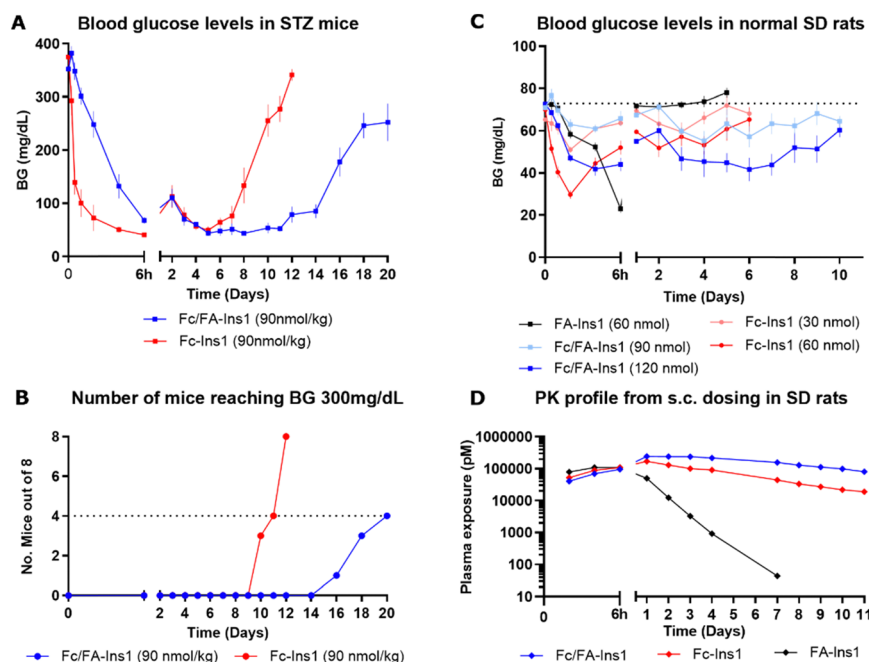 A Blood glucose levels in STZ mice
400
300
200
100
0
BG (mg/dL)
0 6h 2 4 6 8 10 12 14 16 18 20
Time (Days)
Fc/FA-Ins1 (90nmol/kg)
Fc-Ins1 (90nmol/kg)
B Number of mice reaching BG 300mg/dL
8
6
4
2
0
No. Mice out of 8
0 6h 2 4 6 8 10 12 14 16 18 20
Time (Days)
Fc/FA-Ins1 (90 nmol/kg) Fc-Ins1 (90 nmol/kg)
C Blood glucose levels in normal SD rats
100
80
60
40
20
0
BG (mg/dL)
0 6h 2 4 6 8 10
Time (Days)
FA-Ins1 (60 nmol) Fc-Ins1 (30 nmol)
Fc/FA-Ins1 (90 nmol) Fc-Ins1 (60 nmol)
Fc/FA-Ins1 (120 nmol)
D PK profile from s.c. dosing in SD rats
1000000
100000
10000
1000
100
10
Plasma exposure (pM)
0 6h 1 2 3 4 5 6 7 8 9 10 11
Time (Days)
Fc/FA-Ins1 Fc-Ins1 FA-Ins1